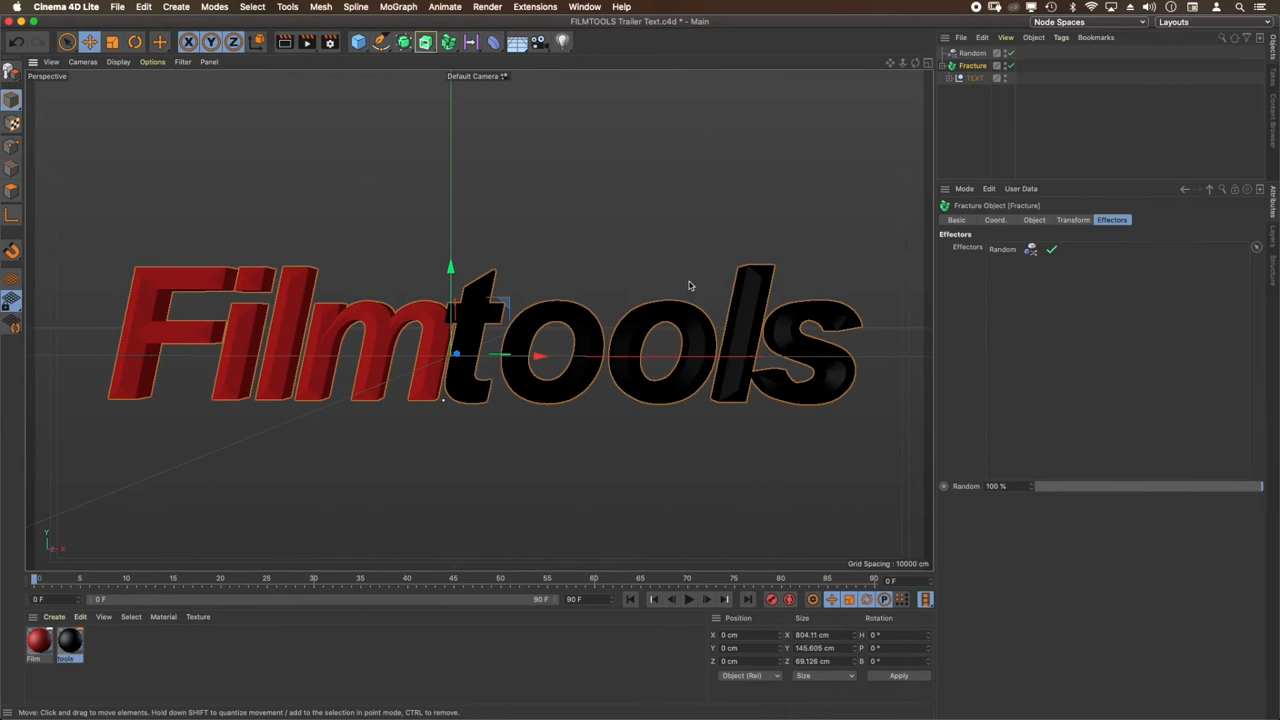 Cinema 4D Lite File Edit Create Modes Select Tools Mesh Spline MoGraph Animate Render Extensions Window Help
FILMTOOLS Trailer Text.c4d * - Main
Node Spaces Layouts
View Cameras Display Options Filter Panel
File Edit View Object Tags Bookmarks
Perspective
Default Camera
Random
Fracture
TEXT
Objects
Takes
Content Browser
Mode Edit User Data
Fracture Object [Fracture]
Basic Coord. Object Transform Effectors
Effectors
Effectors Random
Attributes
Layers
Structure
Filmtools
Random 100 %
Y
Z X
Grid Spacing : 10000 cm
0 5 10 15 20 25 30 35 40 45 50 55 60 65 70 75 80 85 90 0 F
0 F 0 F 90 F 90 F
Create Edit View Select Material Texture
Film tools
Position Size Rotation
X 0 cm X 804.11 cm H 0 °
Y 0 cm Y 145.605 cm P 0 °
Z 0 cm Z 69.126 cm B 0 °
Object (Rel) Size Apply
Move: Click and drag to move elements. Hold down SHIFT to quantize movement / add to the selection in point mode, CTRL to remove.